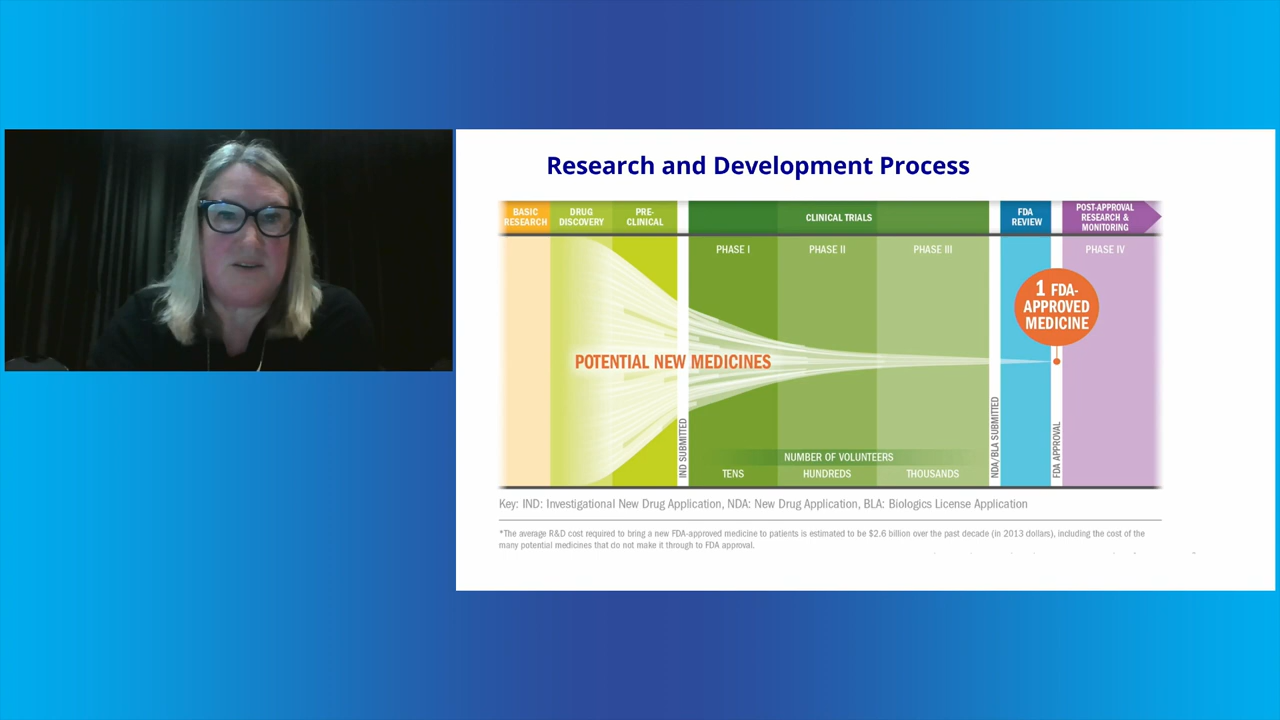 Research and Development Process
BASIC
RESEARCH
DRUG
DISCOVERY
PRE-
CLINICAL
CLINICAL TRIALS
FDA
REVIEW
POST-APPROVAL
RESEARCH &
MONITORING
PHASE I
PHASE II
PHASE III
PHASE IV
1 FDA-
APPROVED
MEDICINE
POTENTIAL NEW MEDICINES
IND SUBMITTED
NDA/BLA SUBMITTED
FDA APPROVAL
NUMBER OF VOLUNTEERS
TENS
HUNDREDS
THOUSANDS
Key: IND: Investigational New Drug Application, NDA: New Drug Application, BLA: Biologics License Application
*The average R&D cost required to bring a new FDA-approved medicine to patients is estimated to be $2.6 billion over the past decade (in 2013 dollars), including the cost of the
many potential medicines that do not make it through to FDA approval.